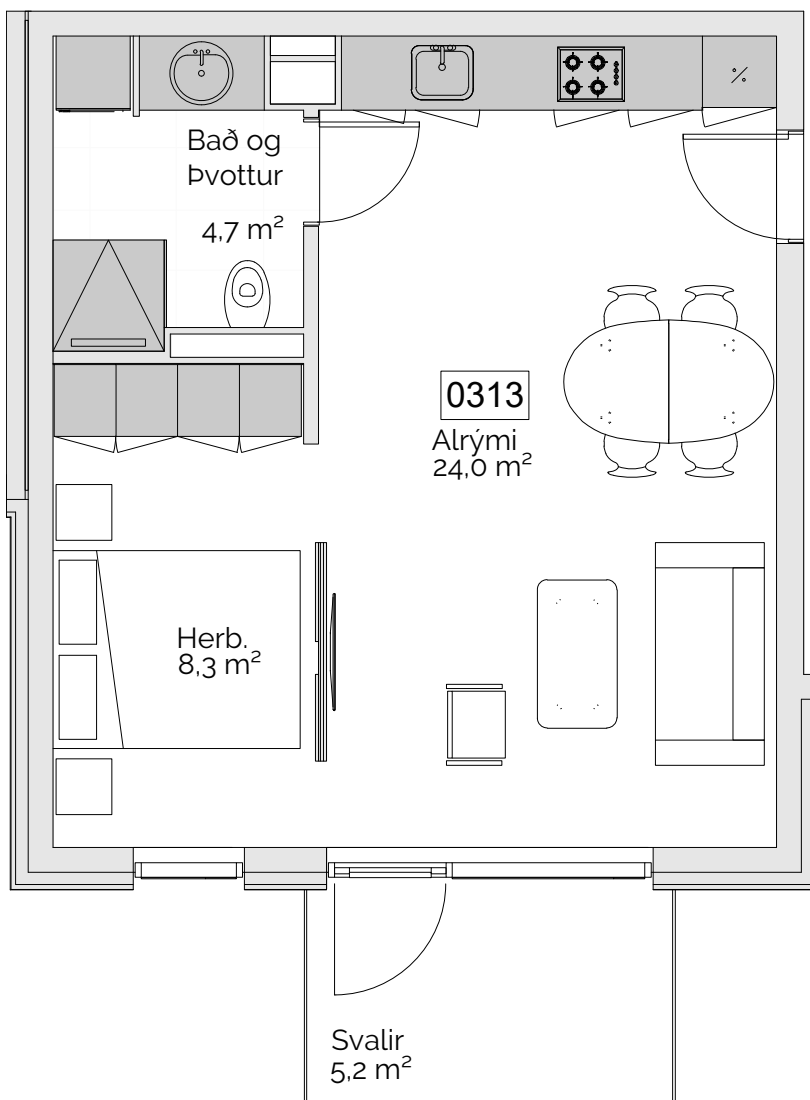 Bað og
Þvottur
4,7 m²
0313
Alrými
24,0 m²
Herb.
8,3 m²
Svalir
5,2 m²